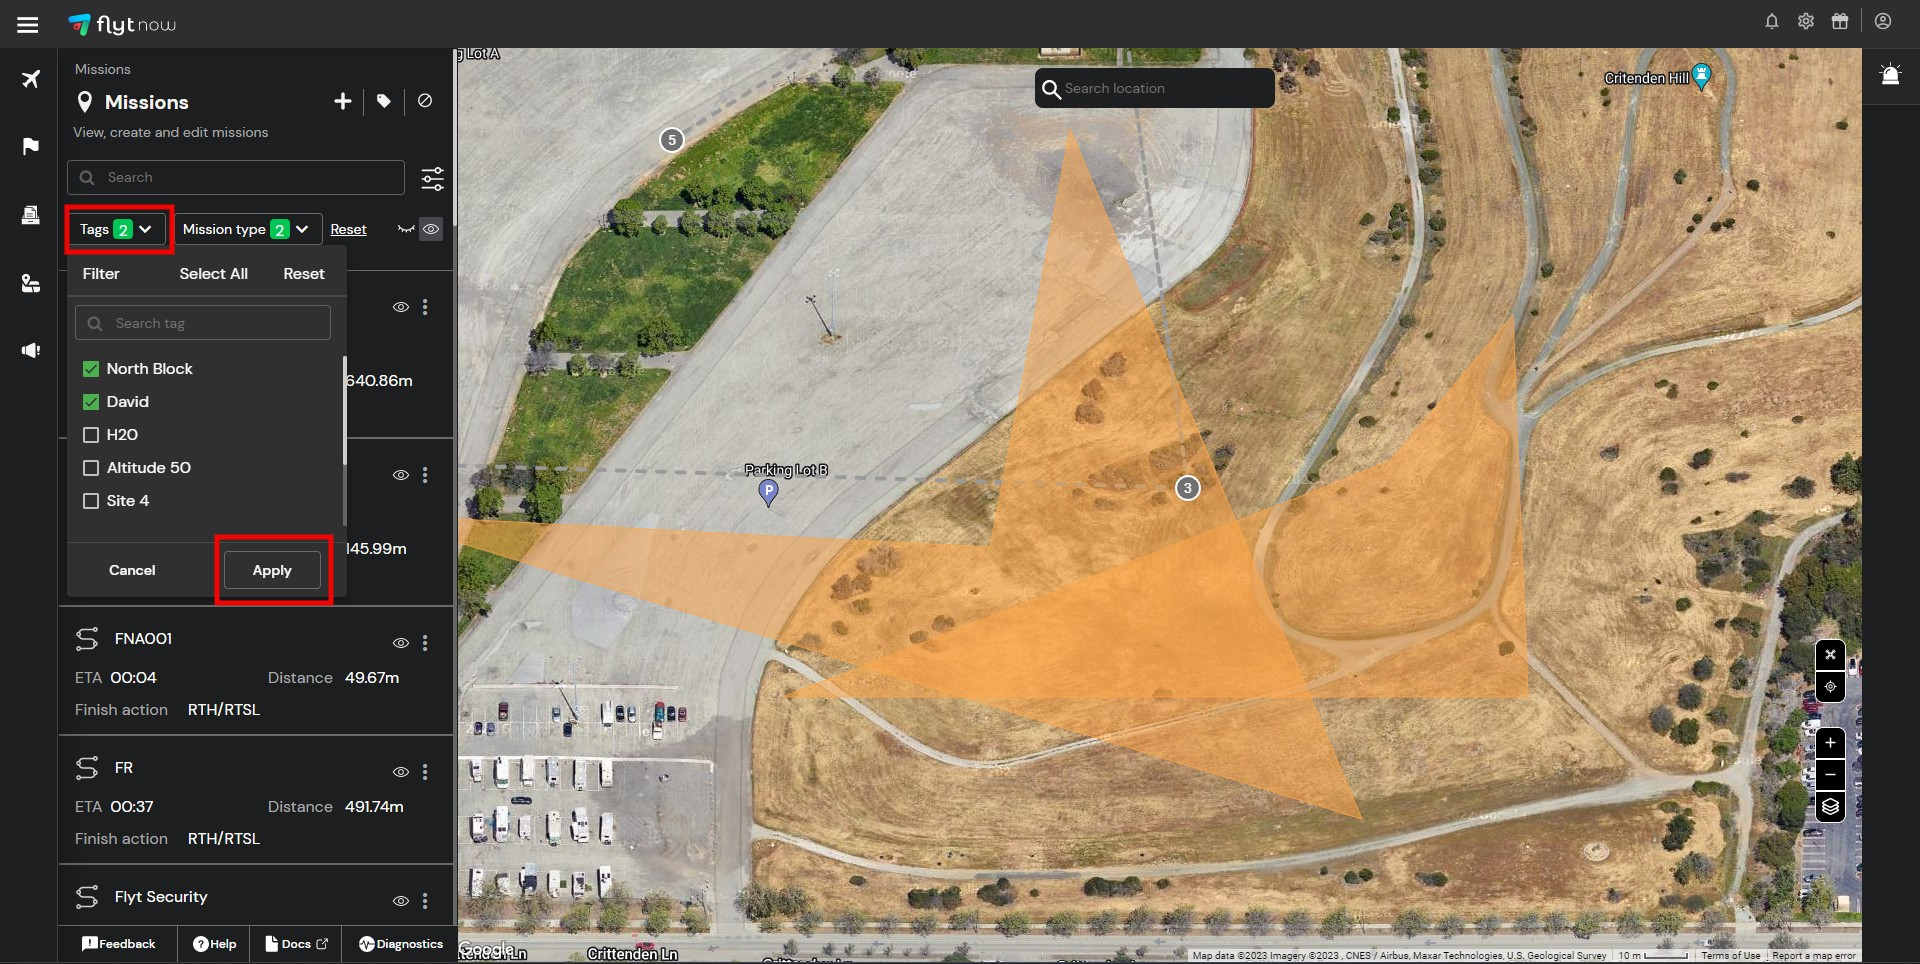 flytnow
Missions
Missions
View, create and edit missions
Search
Tags 2
Mission type 2
Reset
Filter
Select All
Reset
Search tag
North Block
David
H20
Altitude 50
Site 4
Cancel
Apply
640.86m
145.99m
FNA001
ETA 00:04
Distance 49.67m
Finish action RTH/RTSL
FR
ETA 00:37
Distance 491.74m
Finish action RTH/RTSL
Flyt Security
Feedback
Help
Docs
Diagnostics
g Lot A
Search location
Critenden Hill
5
Parking Lot B
P
3
Google
Crittenden Ln
Map data ©2023 Imagery ©2023 , CNES / Airbus, Maxar Technologies, U.S. Geological Survey
10 m
Terms of Use
Report a map error